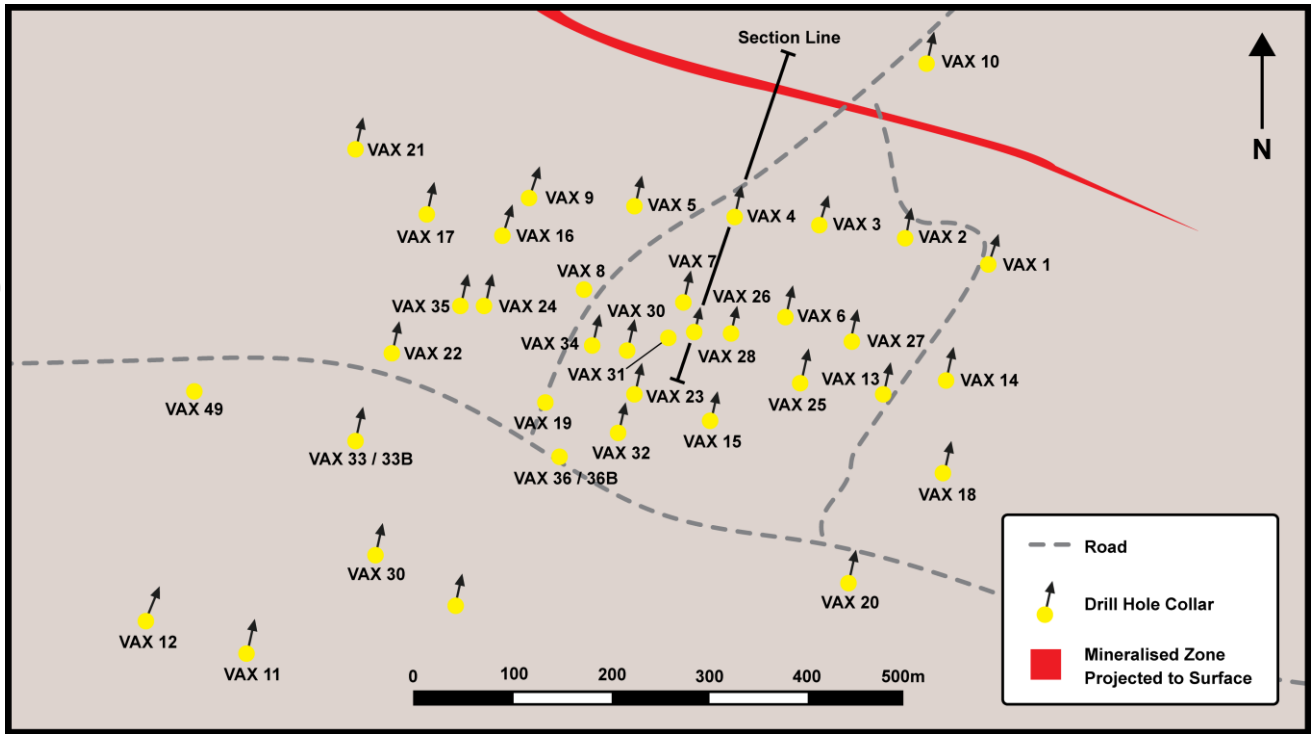 Section Line
VAX 10
N
VAX 21
VAX 9
VAX 5
VAX 4
VAX 3
VAX 17
VAX 16
VAX 2
VAX 1
VAX 7
VAX 8
VAX 26
VAX 35
VAX 24
VAX 30
VAX 6
VAX 34
VAX 28
VAX 27
VAX 22
VAX 31
VAX 13
VAX 14
VAX 23
VAX 25
VAX 49
VAX 19
VAX 32
VAX 15
VAX 33 / 33B
VAX 36 / 36B
VAX 18
VAX 30
VAX 20
VAX 12
VAX 11
0 100 200 300 400 500m
Road
Drill Hole Collar
Mineralised Zone
Projected to Surface